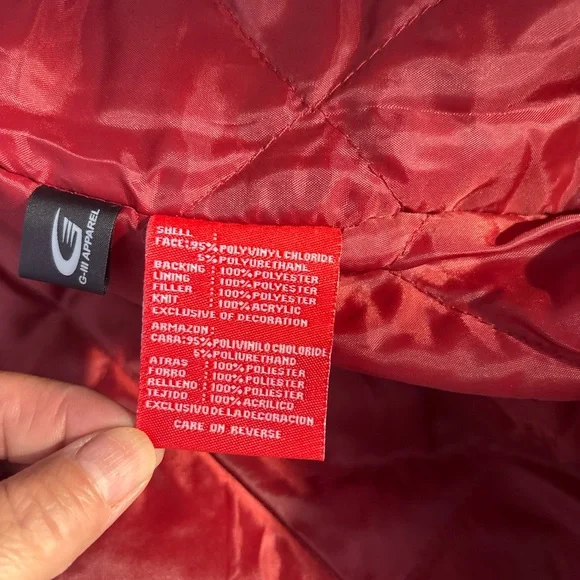 G-III APPAREL
SHELL :
FACE:95% POLYVINYL CHLORIDE
5% POLYURETHANE
BACKING : 100% POLYESTER
LINING : 100% POLYESTER
FILLER : 100% POLYESTER
KNIT : 100% ACRYLIC
EXCLUSIVE OF DECORATION
ARMAZON:
CARA:95% POLIVINILO CHOLORIDE
5% POLIURETHANO
ATRAS : 100% POLIESTER
FORRO : 100% POLIESTER
RELLENO : 100% POLIESTER
TEJIDO : 100% ACRILICO
EXCLUSIVO DE LA DECORACION
CARE ON REVERSE